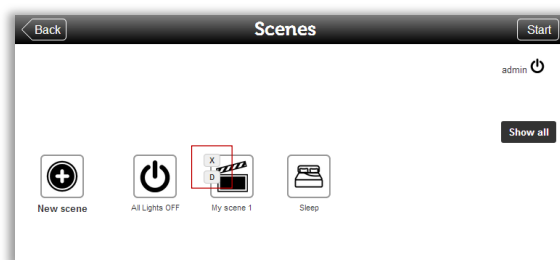 Back Scenes Start
admin
Show all
X
D
New scene All Lights OFF My scene 1 Sleep